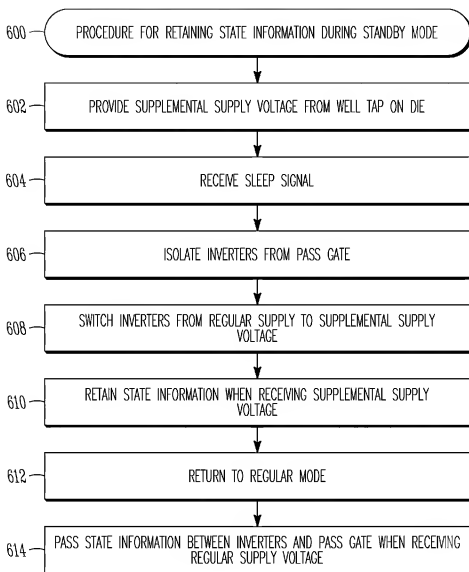 600 PROCEDURE FOR RETAINING STATE INFORMATION DURING STANDBY MODE
602 PROVIDE SUPPLEMENTAL SUPPLY VOLTAGE FROM WELL TAP ON DIE
604 RECEIVE SLEEP SIGNAL
606 ISOLATE INVERTERS FROM PASS GATE
608 SWITCH INVERTERS FROM REGULAR SUPPLY TO SUPPLEMENTAL SUPPLY
VOLTAGE
610 RETAIN STATE INFORMATION WHEN RECEIVING SUPPLEMENTAL SUPPLY
VOLTAGE
612 RETURN TO REGULAR MODE
614 PASS STATE INFORMATION BETWEEN INVERTERS AND PASS GATE WHEN RECEIVING
REGULAR SUPPLY VOLTAGE